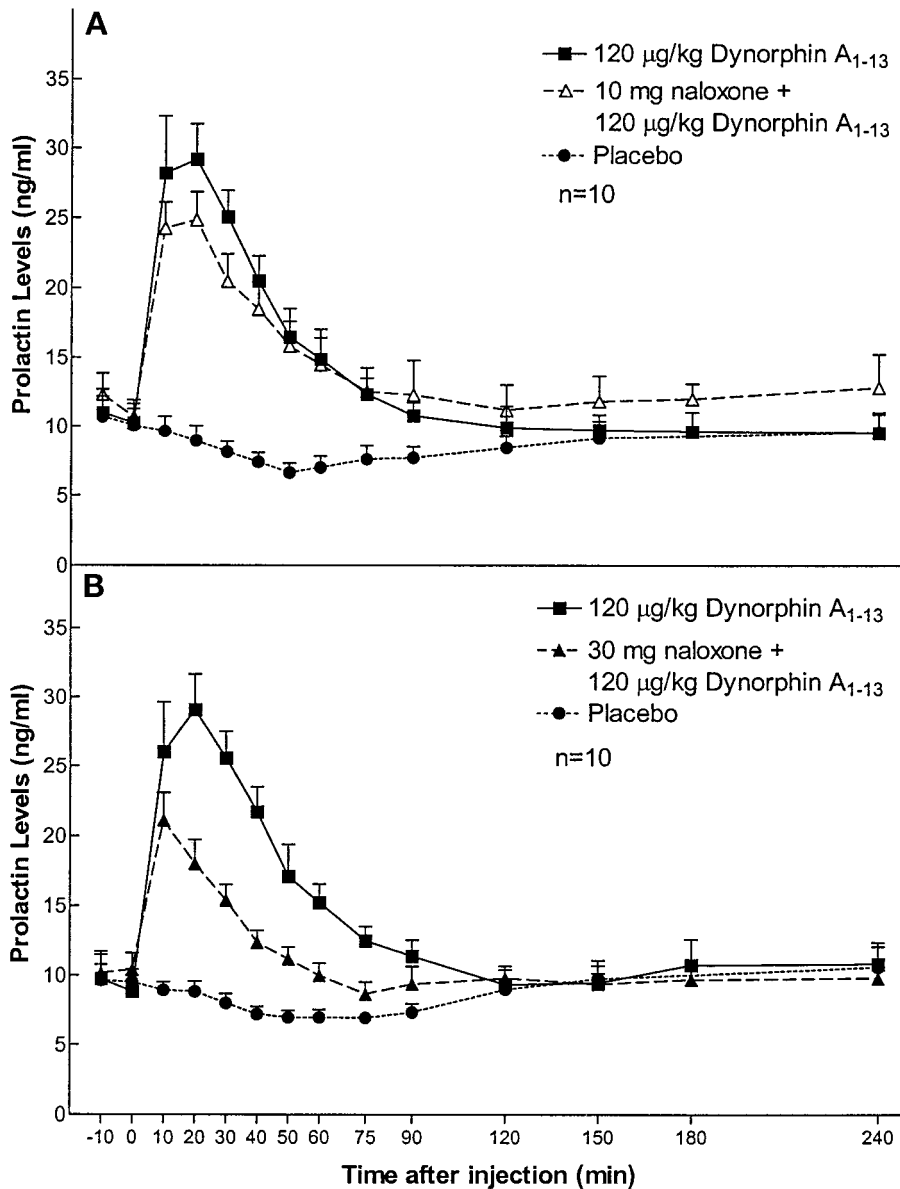 A
120 μg/kg Dynorphin A1-13
10 mg naloxone +
120 μg/kg Dynorphin A1-13
Placebo
n=10
Prolactin Levels (ng/ml)
35
30
25
20
15
10
5
0
B
120 μg/kg Dynorphin A1-13
30 mg naloxone +
120 μg/kg Dynorphin A1-13
Placebo
n=10
Prolactin Levels (ng/ml)
35
30
25
20
15
10
5
0
-10 0 10 20 30 40 50 60 75 90 120 150 180 240
Time after injection (min)